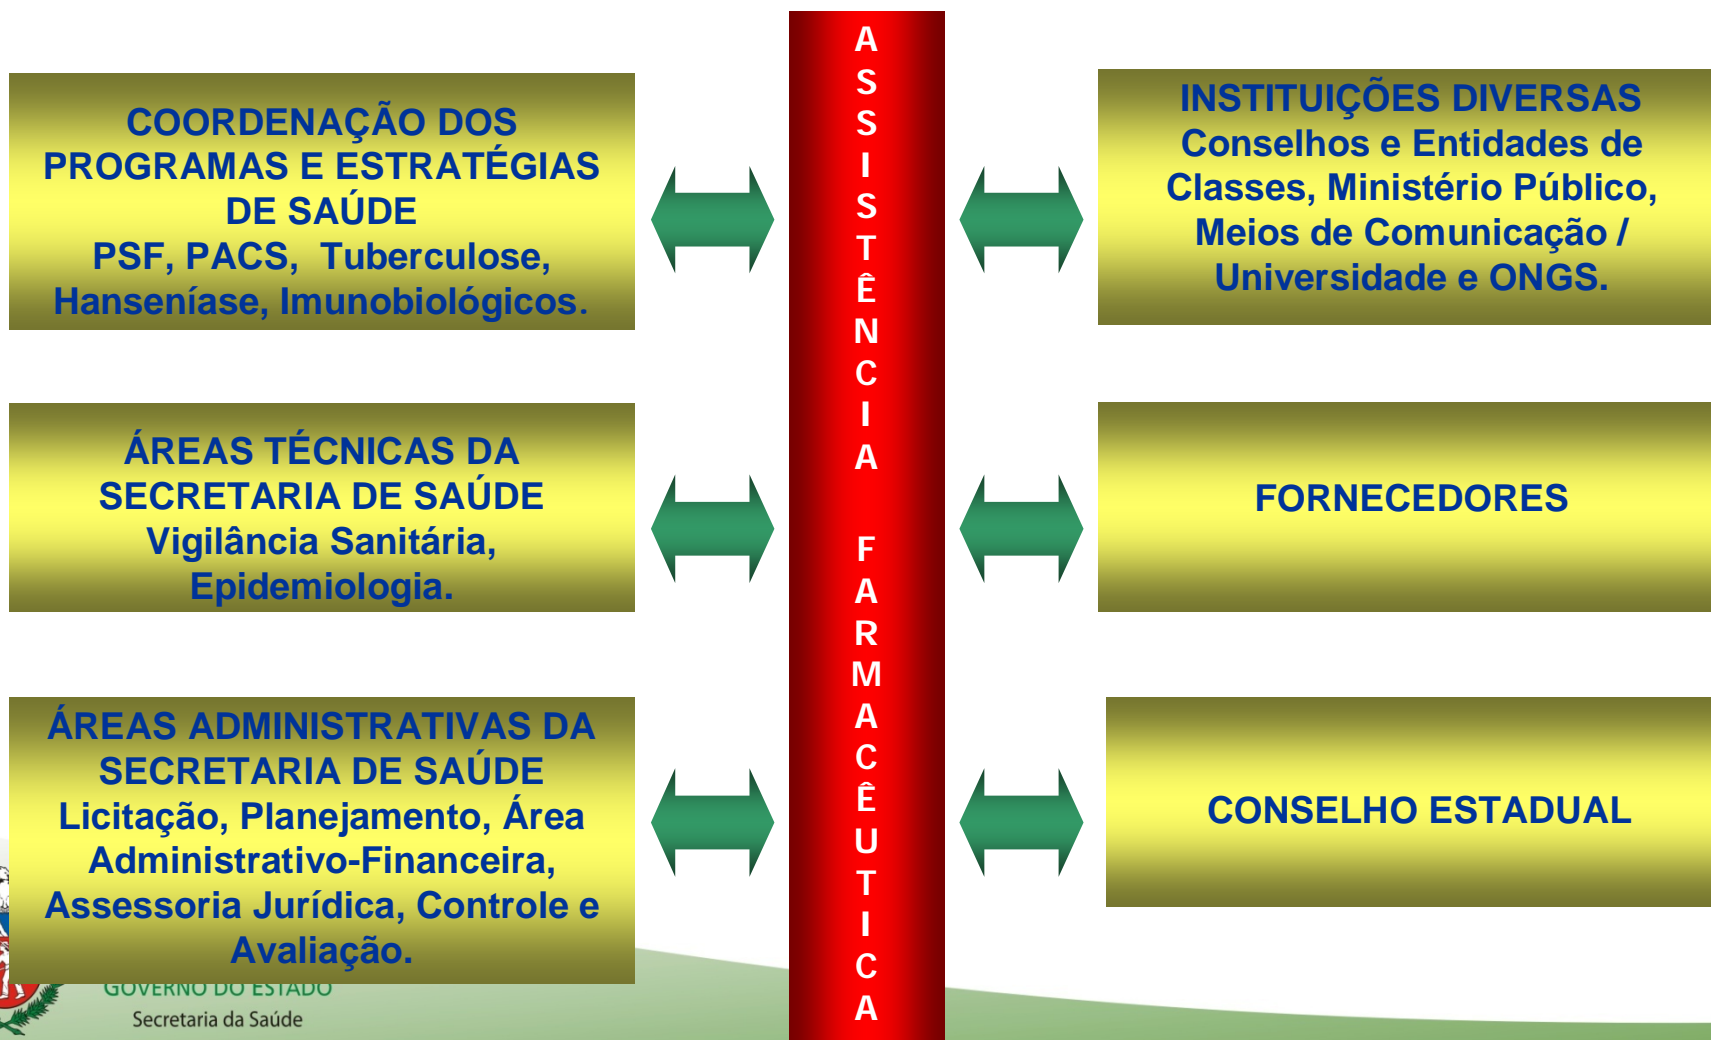 COORDENAÇÃO DOS
PROGRAMAS E ESTRATÉGIAS
DE SAÚDE
PSF, PACS, Tuberculose,
Hanseníase, Imunobiológicos.
ÁREAS TÉCNICAS DA
SECRETARIA DE SAÚDE
Vigilância Sanitária,
Epidemiologia.
ÁREAS ADMINISTRATIVAS DA
SECRETARIA DE SAÚDE
Licitação, Planejamento, Área
Administrativo-Financeira,
Assessoria Jurídica, Controle e
Avaliação.
A
S
S
I
S
T
Ê
N
C
I
A
F
A
R
M
A
C
Ê
U
T
I
C
A
INSTITUIÇÕES DIVERSAS
Conselhos e Entidades de
Classes, Ministério Público,
Meios de Comunicação /
Universidade e ONGS.
FORNECEDORES
CONSELHO ESTADUAL
GOVERNO DO ESTADO
Secretaria da Saúde